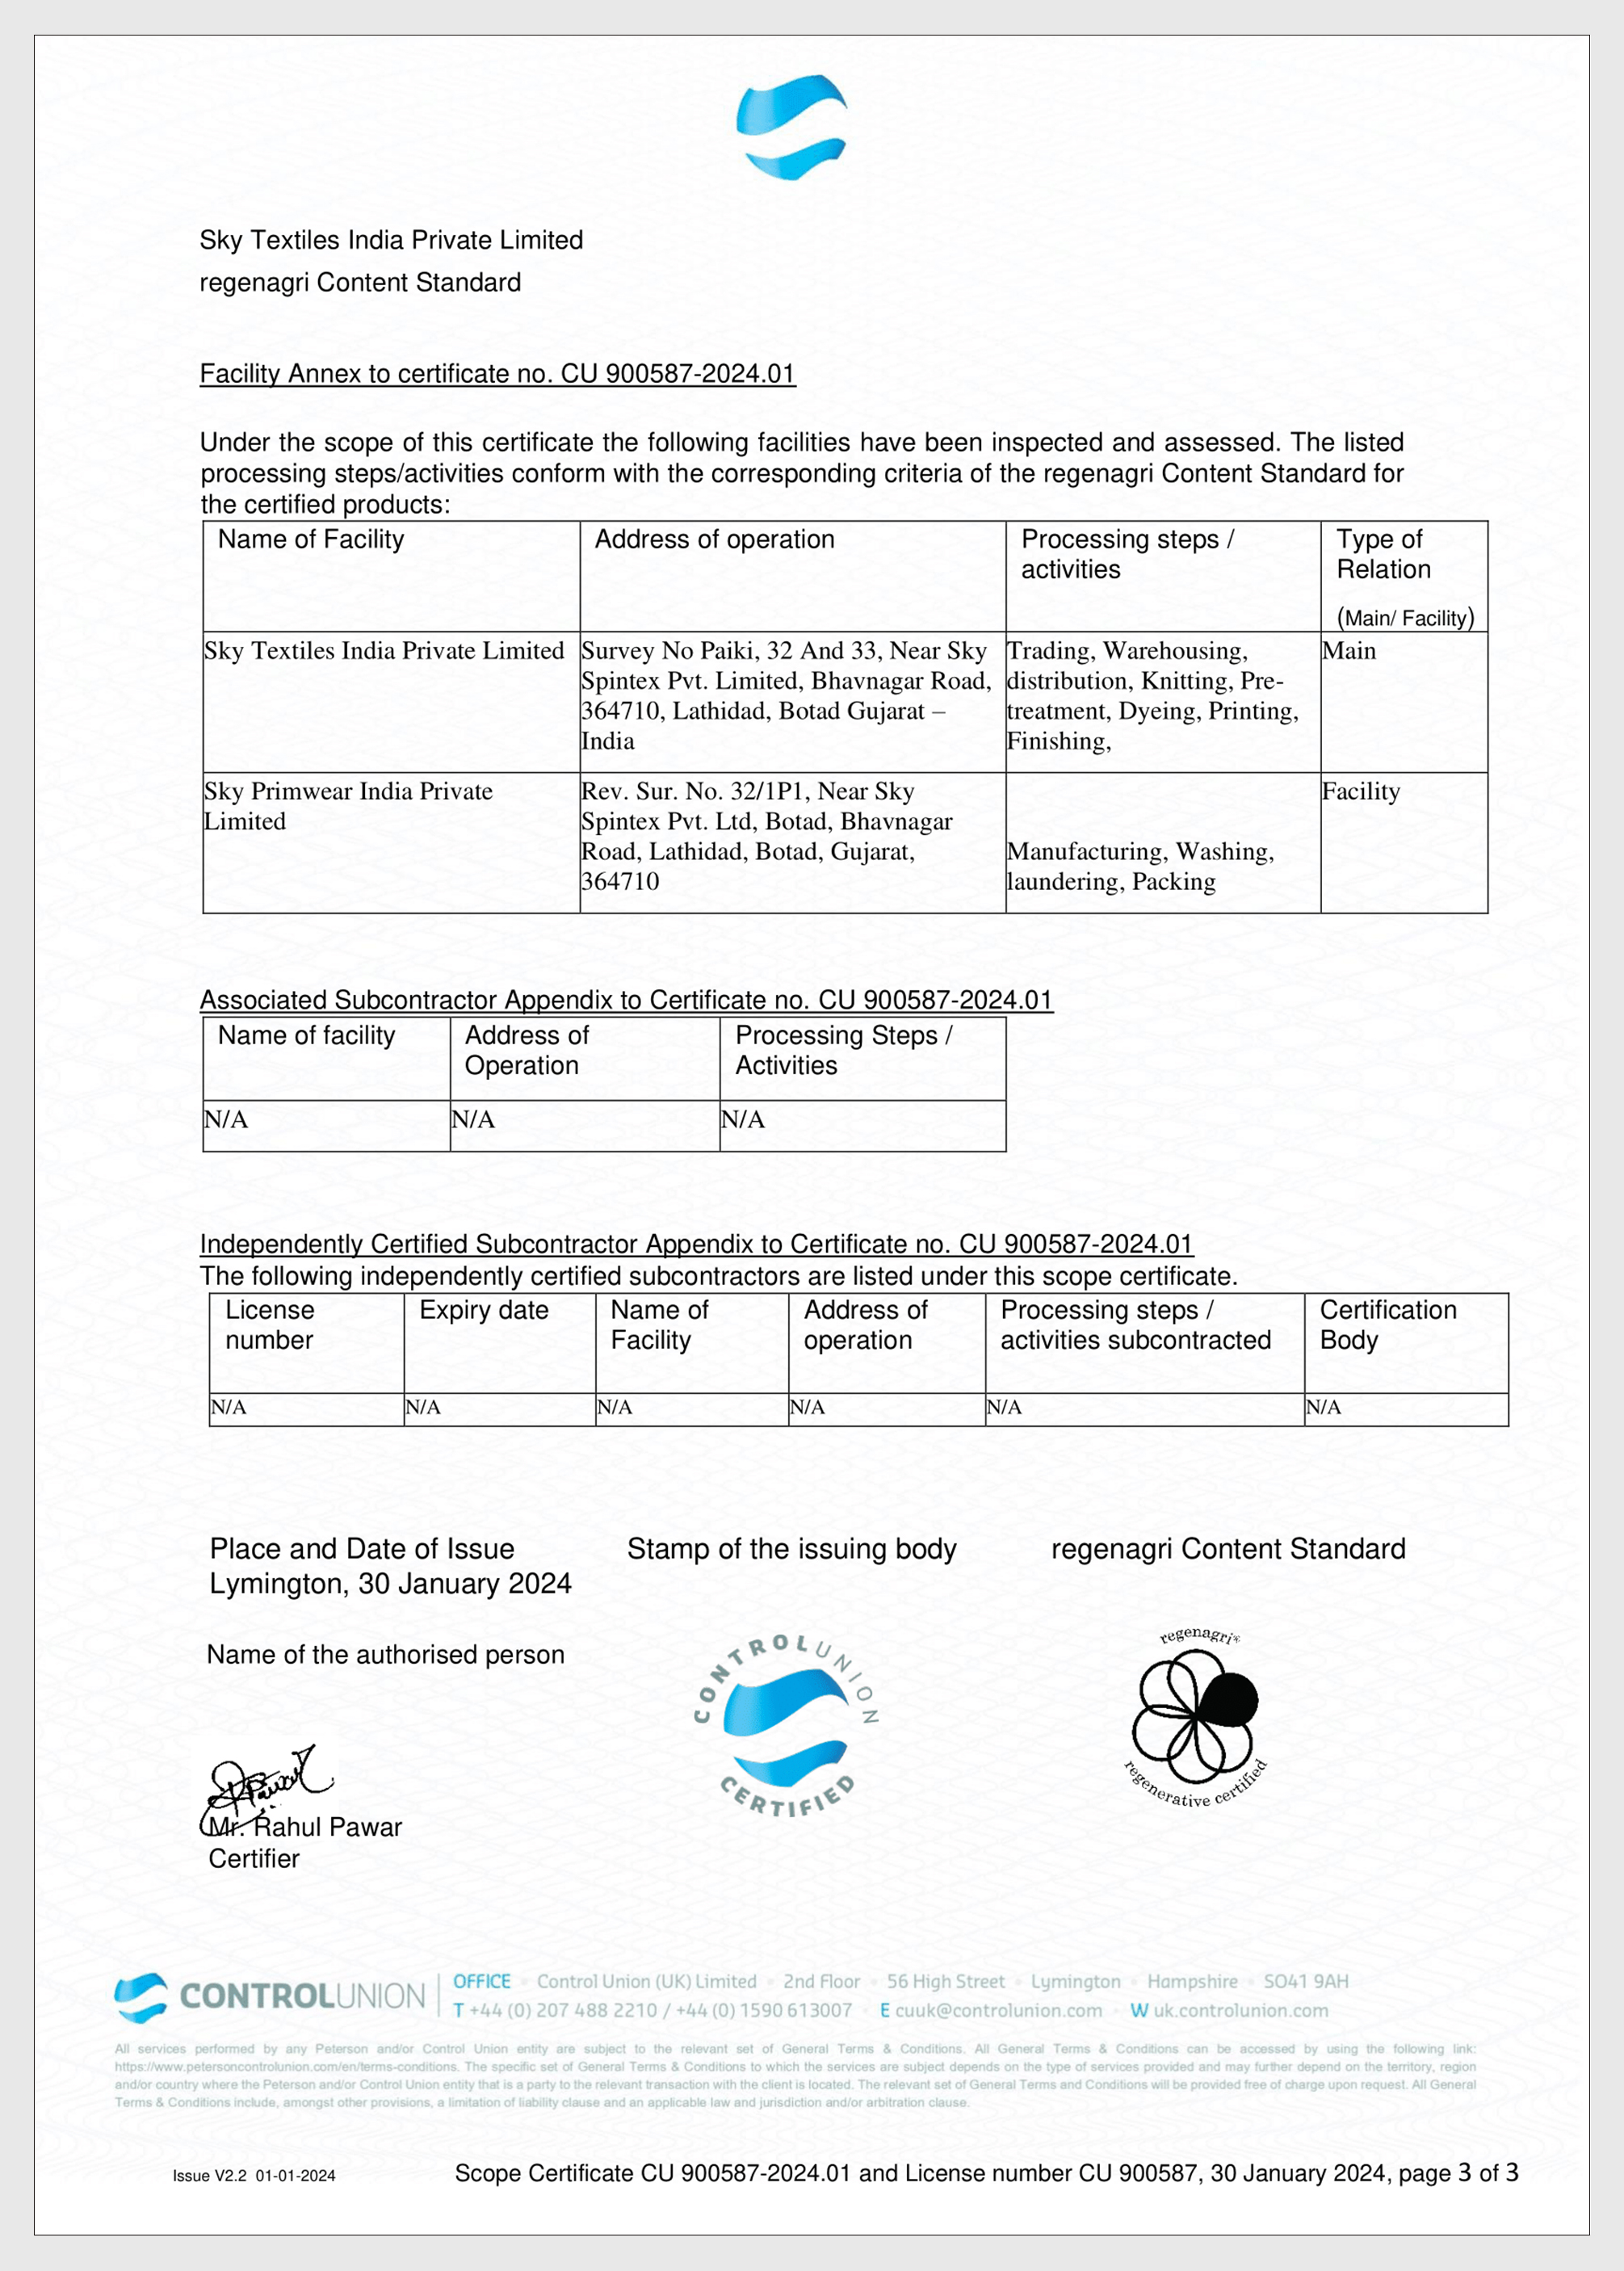 Sky Textiles India Private Limited
regenagri Content Standard
Facility Annex to certificate no. CU 900587-2024.01
Under the scope of this certificate the following facilities have been inspected and assessed. The listed
processing steps/activities conform with the corresponding criteria of the regenagri Content Standard for
the certified products:
Name of Facility
Address of operation
Processing steps /
activities
Type of
Relation
(Main/ Facility)
Sky Textiles India Private Limited
Survey No Paiki, 32 And 33, Near Sky
Spintex Pvt. Limited, Bhavnagar Road,
364710, Lathidad, Botad Gujarat –
India
Trading, Warehousing,
distribution, Knitting, Pre-
treatment, Dyeing, Printing,
Finishing,
Main
Sky Primwear India Private
Limited
Rev. Sur. No. 32/1P1, Near Sky
Spintex Pvt. Ltd, Botad, Bhavnagar
Road, Lathidad, Botad, Gujarat,
364710
Manufacturing, Washing,
laundering, Packing
Facility
Associated Subcontractor Appendix to Certificate no. CU 900587-2024.01
Name of facility
Address of
Operation
Processing Steps /
Activities
N/A
N/A
N/A
Independently Certified Subcontractor Appendix to Certificate no. CU 900587-2024.01
The following independently certified subcontractors are listed under this scope certificate.
License
number
Expiry date
Name of
Facility
Address of
operation
Processing steps /
activities subcontracted
Certification
Body
N/A
N/A
N/A
N/A
N/A
N/A
Place and Date of Issue
Lymington, 30 January 2024
Stamp of the issuing body
regenagri Content Standard
Name of the authorised person
CONTROLUNION
CERTIFIED
regenagri
regenerative certified
RPawar
Mr. Rahul Pawar
Certifier
CONTROLUNION
OFFICE Control Union (UK) Limited 2nd Floor 56 High Street Lymington Hampshire SO41 9AH
T +44 (0) 207 488 2210 / +44 (0) 1590 613007 E cuuk@controlunion.com W uk.controlunion.com
All services performed by any Peterson and/or Control Union entity are subject to the relevant set of General Terms & Conditions. All General Terms & Conditions can be accessed by using the following link:
https://www.petersoncontrolunion.com/en/terms-conditions. The specific set of General Terms & Conditions to which the services are subject depends on the type of services provided and may further depend on the territory, region
and/or country where the Peterson and/or Control Union entity that is a party to the relevant transaction with the client is located. The relevant set of General Terms and Conditions will be provided free of charge upon request. All General
Terms & Conditions include, amongst other provisions, a limitation of liability clause and an applicable law and jurisdiction and/or arbitration clause.
Issue V2.2 01-01-2024
Scope Certificate CU 900587-2024.01 and License number CU 900587, 30 January 2024, page 3 of 3